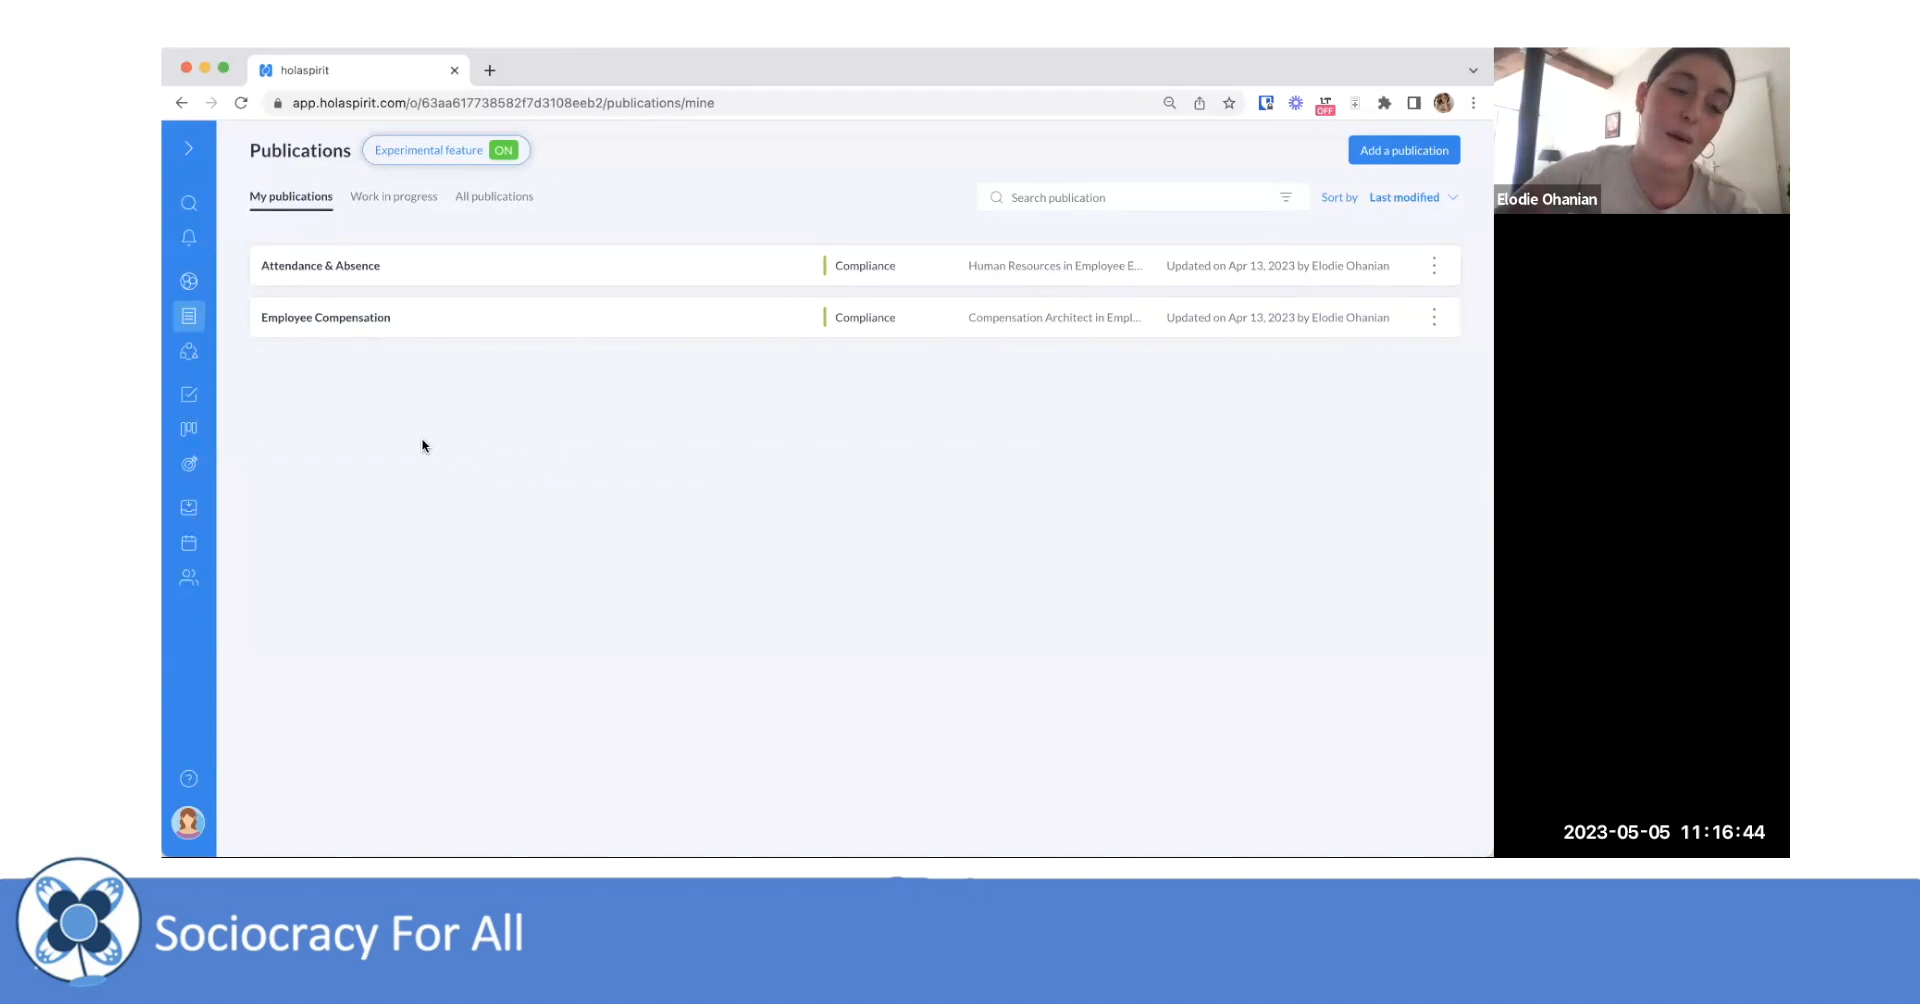 holaspirit
app.holaspirit.com/o/63aa617738582f7d3108eeb2/publications/mine
LT
OFF
Publications
Experimental feature ON
Add a publication
My publications Work in progress All publications
Search publication
Sort by Last modified
Attendance & Absence Compliance Human Resources in Employee E... Updated on Apr 13, 2023 by Elodie Ohanian
Employee Compensation Compliance Compensation Architect in Empl... Updated on Apr 13, 2023 by Elodie Ohanian
Elodie Ohanian
2023-05-05 11:16:44
Sociocracy For All